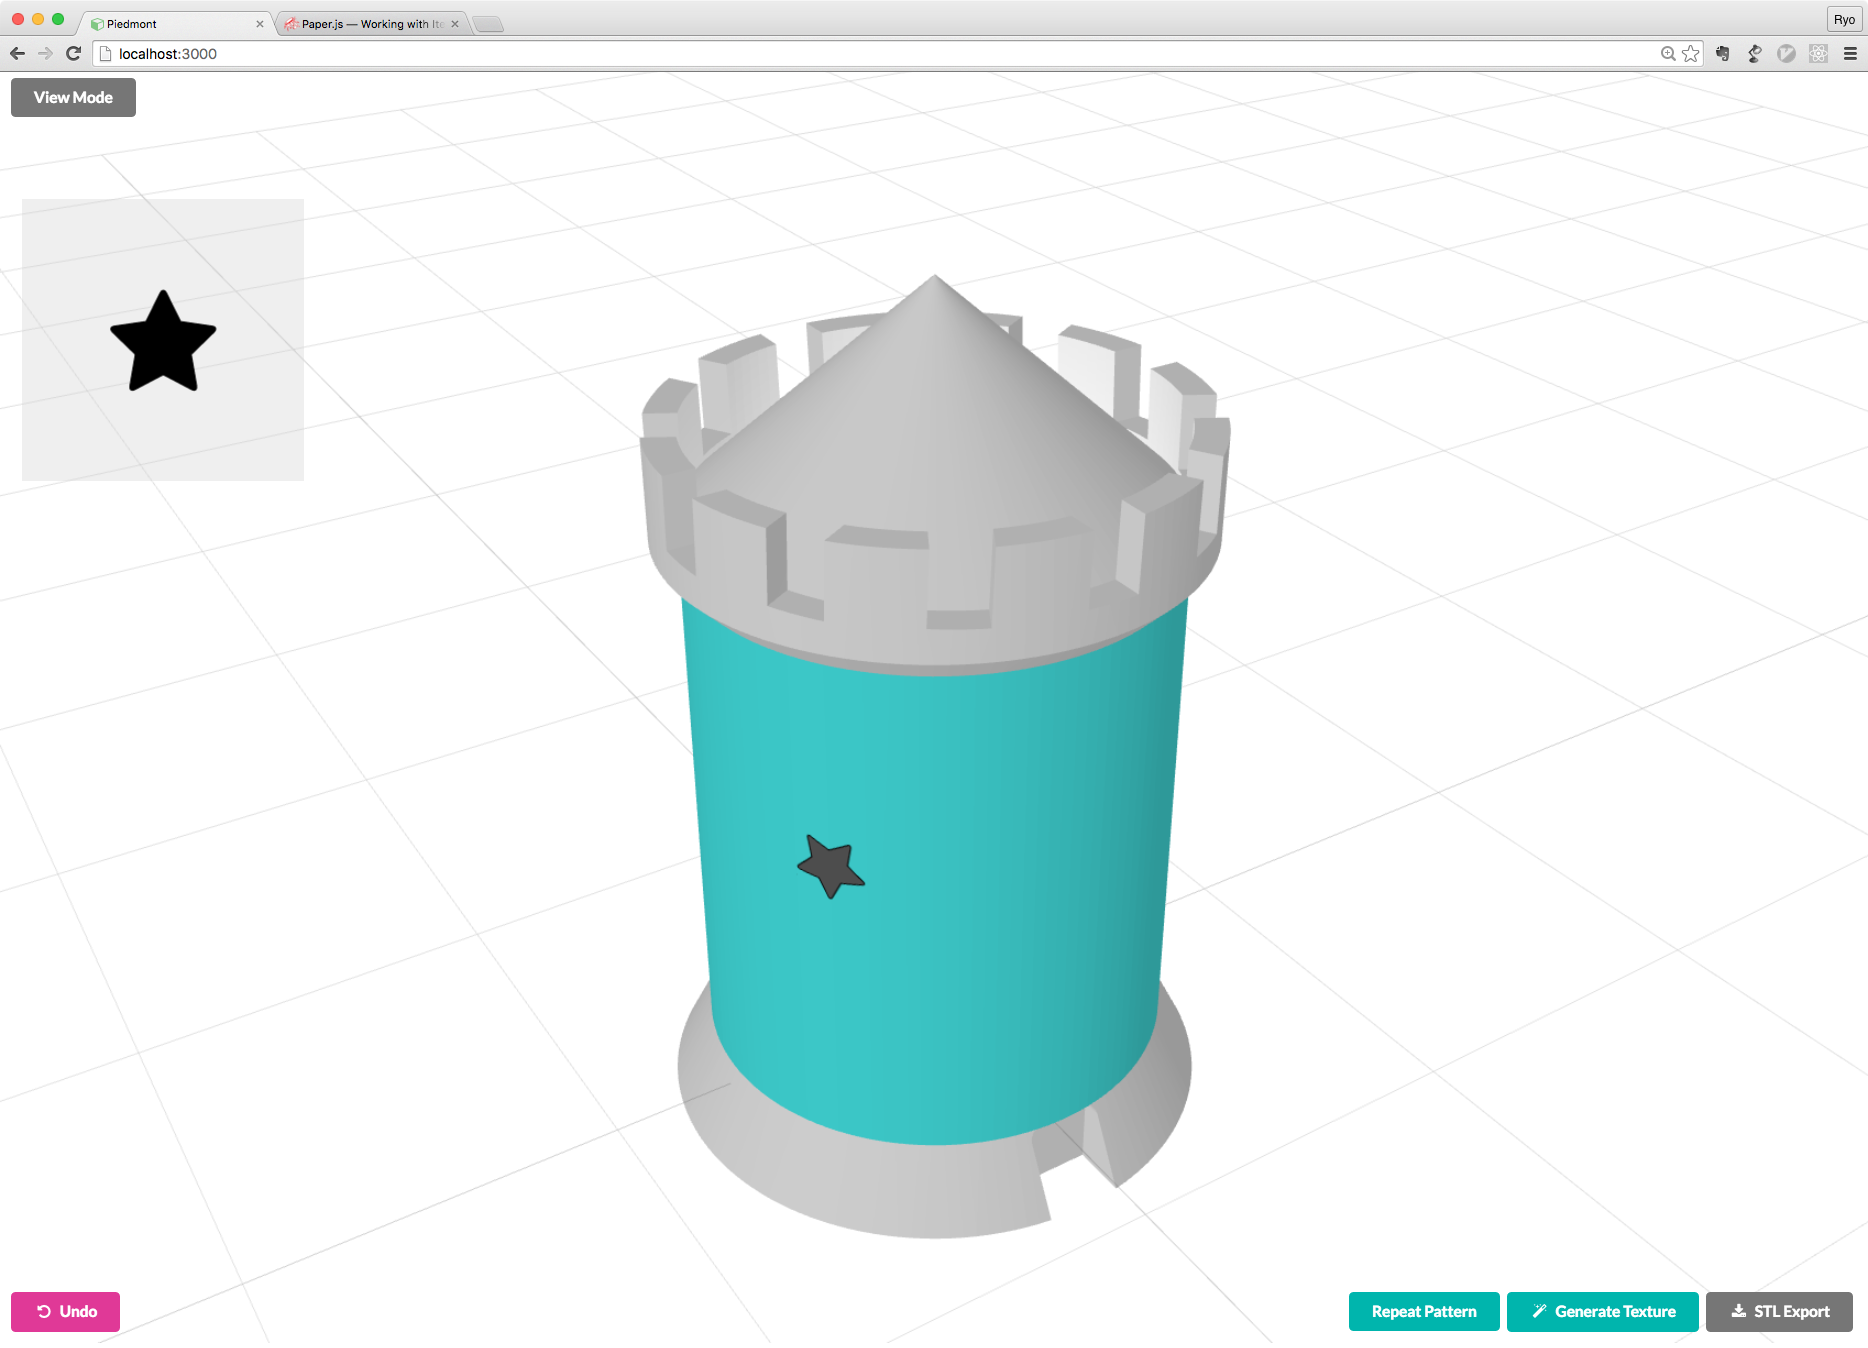 Piedmont
Paper.js — Working with Ite
Ryo
localhost:3000
View Mode
Undo
Repeat Pattern
Generate Texture
STL Export